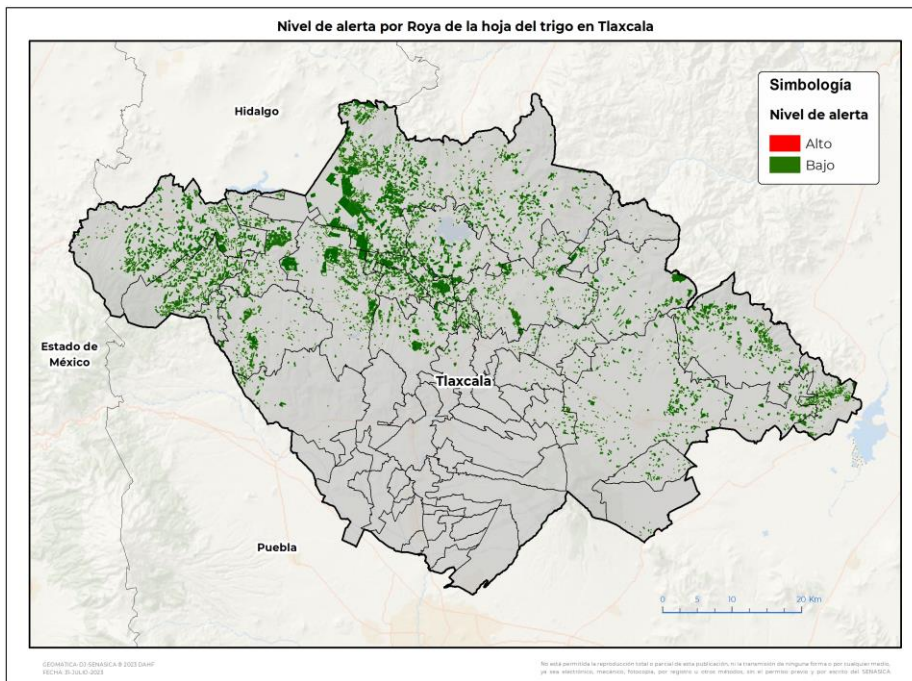 Nivel de alerta por Roya de la hoja del trigo en Tlaxcala
Hidalgo
Simbología
Nivel de alerta
Alto
Bajo
Estado de
México
Tlaxcala
Puebla
0 5 10 20 Km
GEOMATICA-DJ-SENASICA ® 2023 DAHF
FECHA 31-JULIO-2023
No está permitida la reproducción total o parcial de esta publicación, ni la transmisión de ninguna forma o por cualquier medio,
ya sea electrónico, mecánico, fotocopia, por registro u otros métodos, sin el permiso previo y por escrito del SENASICA